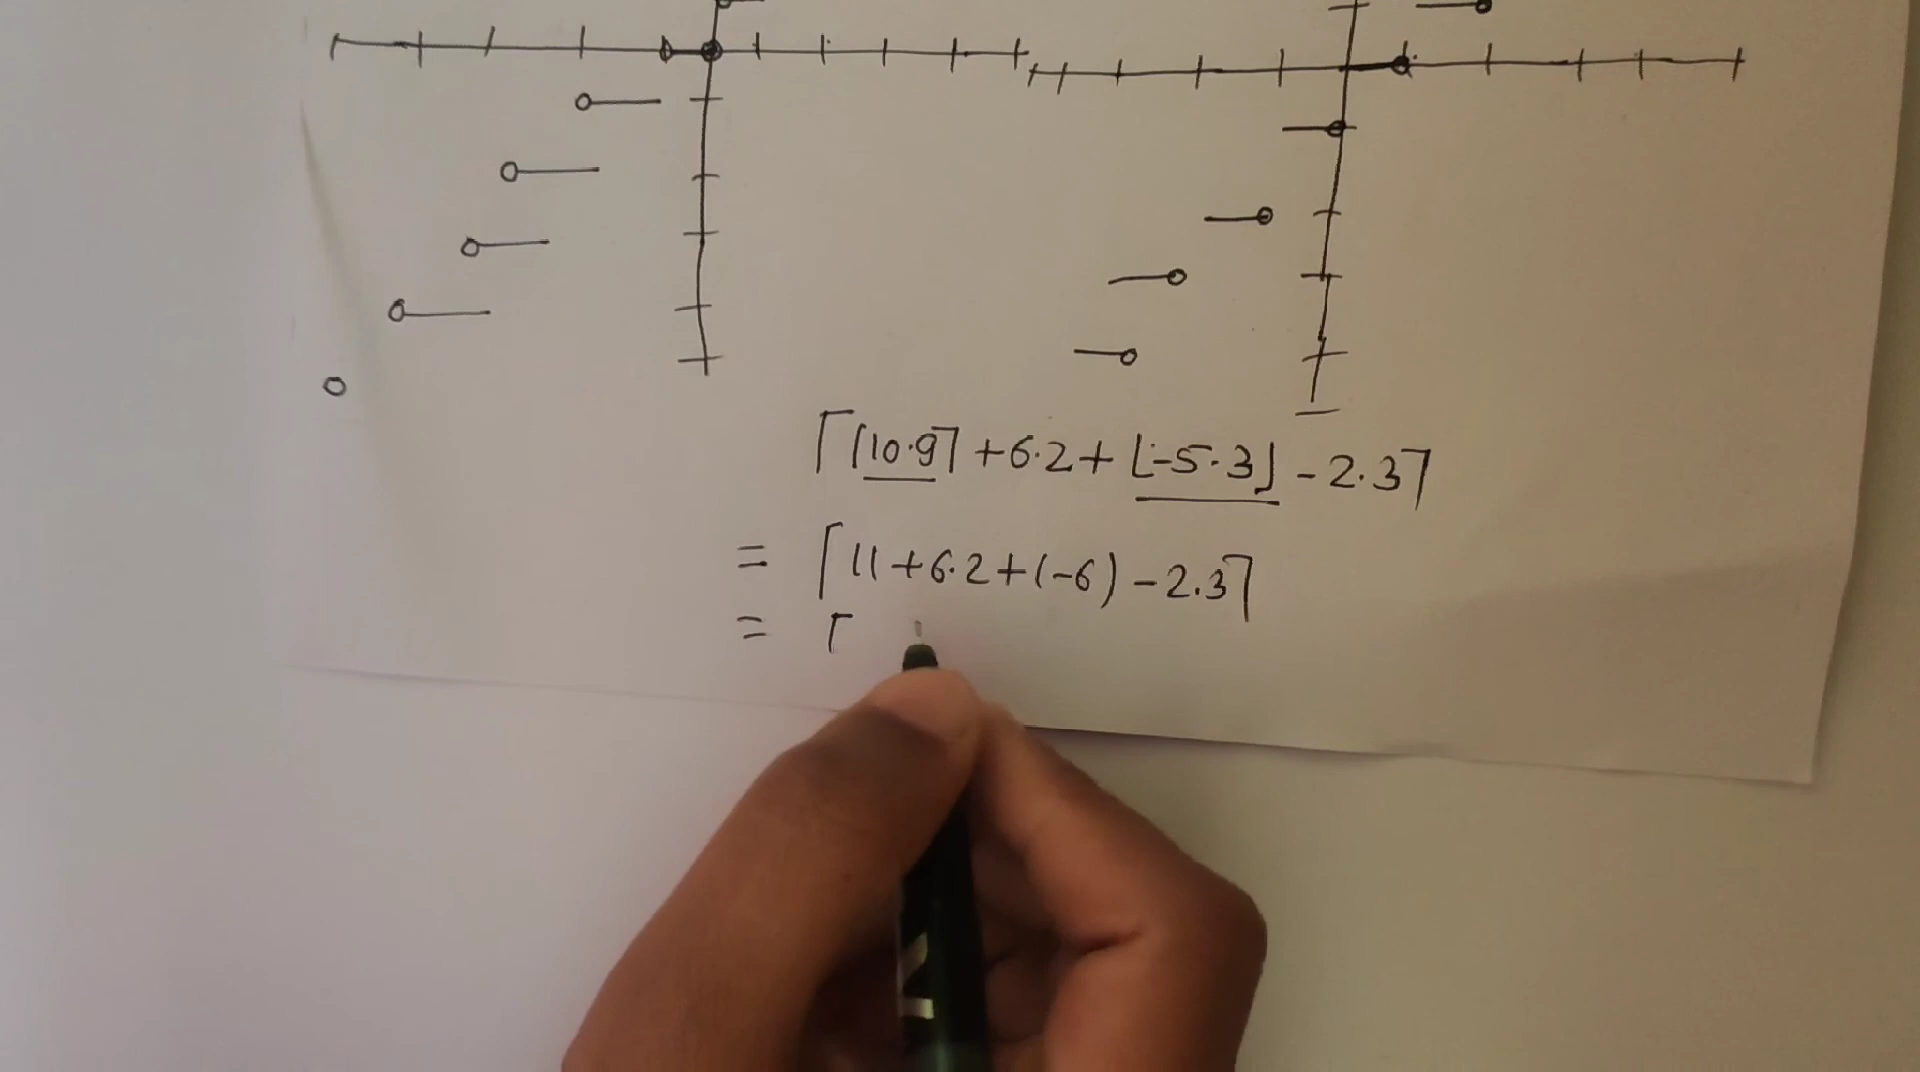 ⌈⌈10.9⌉ + 6.2 + ⌊-5.3⌋ - 2.3⌉
= ⌈11 + 6.2 + (-6) - 2.3⌉
= ⌈